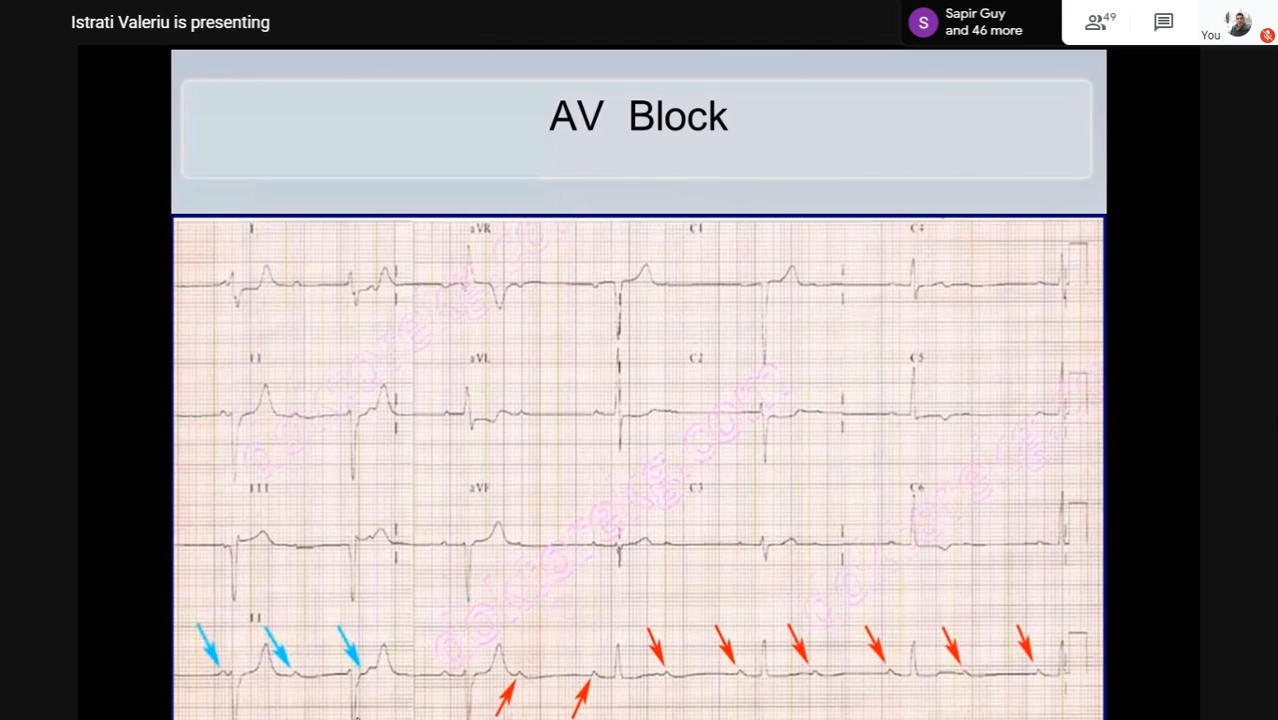 Istrati Valeriu is presenting
S
Sapir Guy
and 46 more
49
You
AV Block
I aVR C1 C4
II aVL C2 C5
III aVF C3 C6
II